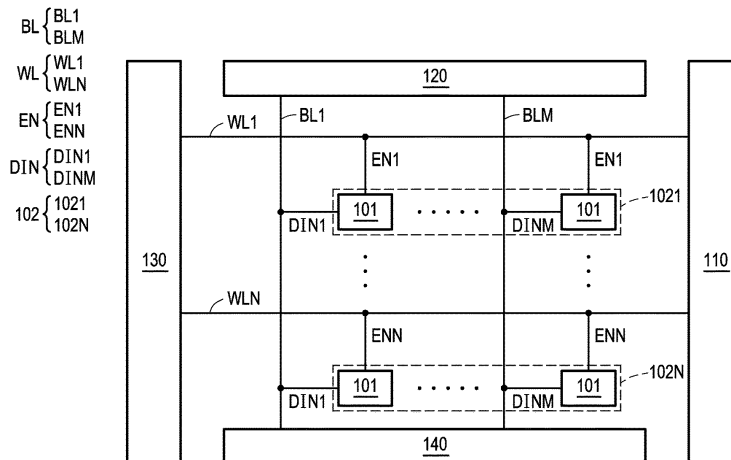 BL { BL1
BLM
WL { WL1
WLN
EN { EN1
ENN
DIN { DIN1
DINM
102 { 1021
102N
120
BL1
BLM
WL1
EN1
EN1
101
· · · · ·
101
1021
DIN1
DINM
130
110
WLN
ENN
ENN
101
· · · · ·
101
102N
DIN1
DINM
140